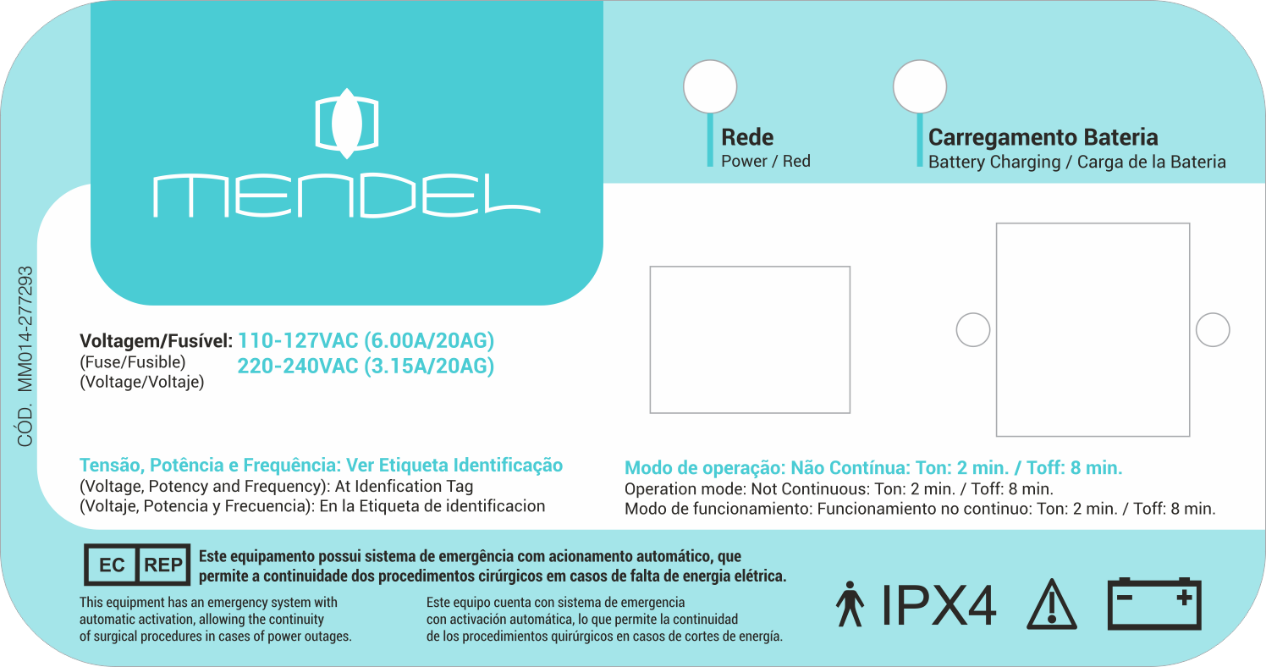 MENDEL
Rede
Power / Red
Carregamento Bateria
Battery Charging / Carga de la Bateria
CÓD. MM014-277293
Voltagem/Fusível: 110-127VAC (6.00A/20AG)
(Fuse/Fusible) 220-240VAC (3.15A/20AG)
(Voltage/Voltaje)
Tensão, Potência e Frequência: Ver Etiqueta Identificação
(Voltage, Potency and Frequency): At Idenfication Tag
(Voltaje, Potencia y Frecuencia): En la Etiqueta de identificacion
Modo de operação: Não Contínua: Ton: 2 min. / Toff: 8 min.
Operation mode: Not Continuous: Ton: 2 min. / Toff: 8 min.
Modo de funcionamiento: Funcionamiento no continuo: Ton: 2 min. / Toff: 8 min.
EC REP
Este equipamento possui sistema de emergência com acionamento automático, que
permite a continuidade dos procedimentos cirúrgicos em casos de falta de energia elétrica.
This equipment has an emergency system with
automatic activation, allowing the continuity
of surgical procedures in cases of power outages.
Este equipo cuenta con sistema de emergencia
con activación automática, lo que permite la continuidad
de los procedimientos quirúrgicos en casos de cortes de energía.
IPX4